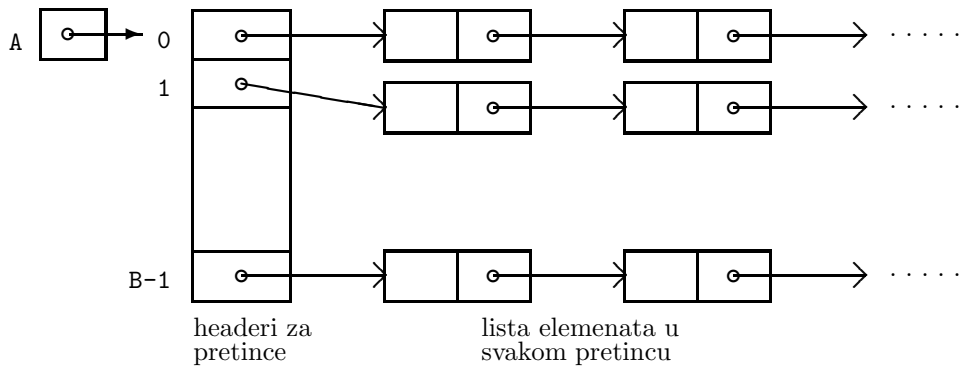 A
0
. . . . .
1
. . . . .
B-1
. . . . .
headeri za
pretince
lista elemenata u
svakom pretincu